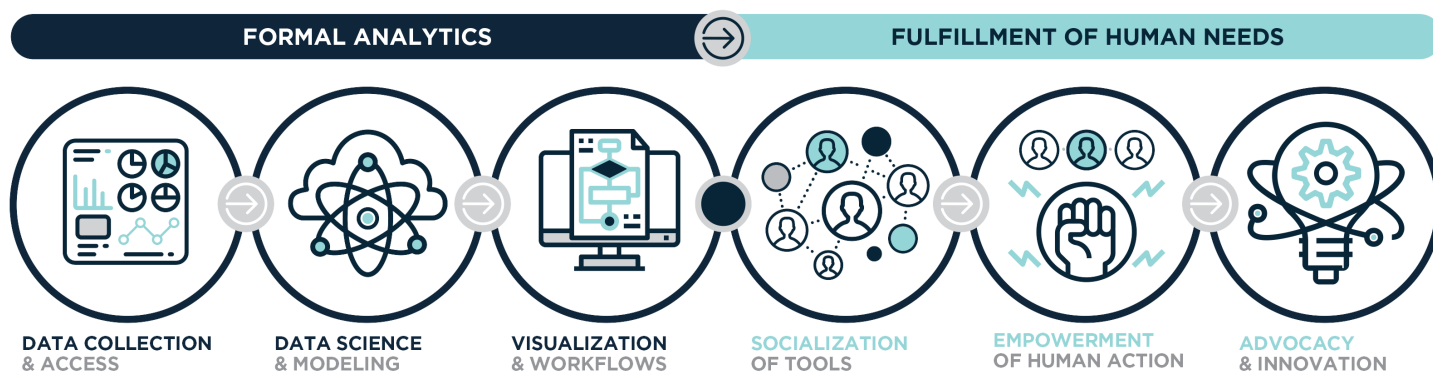 FORMAL ANALYTICS
FULFILLMENT OF HUMAN NEEDS
DATA COLLECTION
& ACCESS
DATA SCIENCE
& MODELING
VISUALIZATION
& WORKFLOWS
SOCIALIZATION
OF TOOLS
EMPOWERMENT
OF HUMAN ACTION
ADVOCACY
& INNOVATION